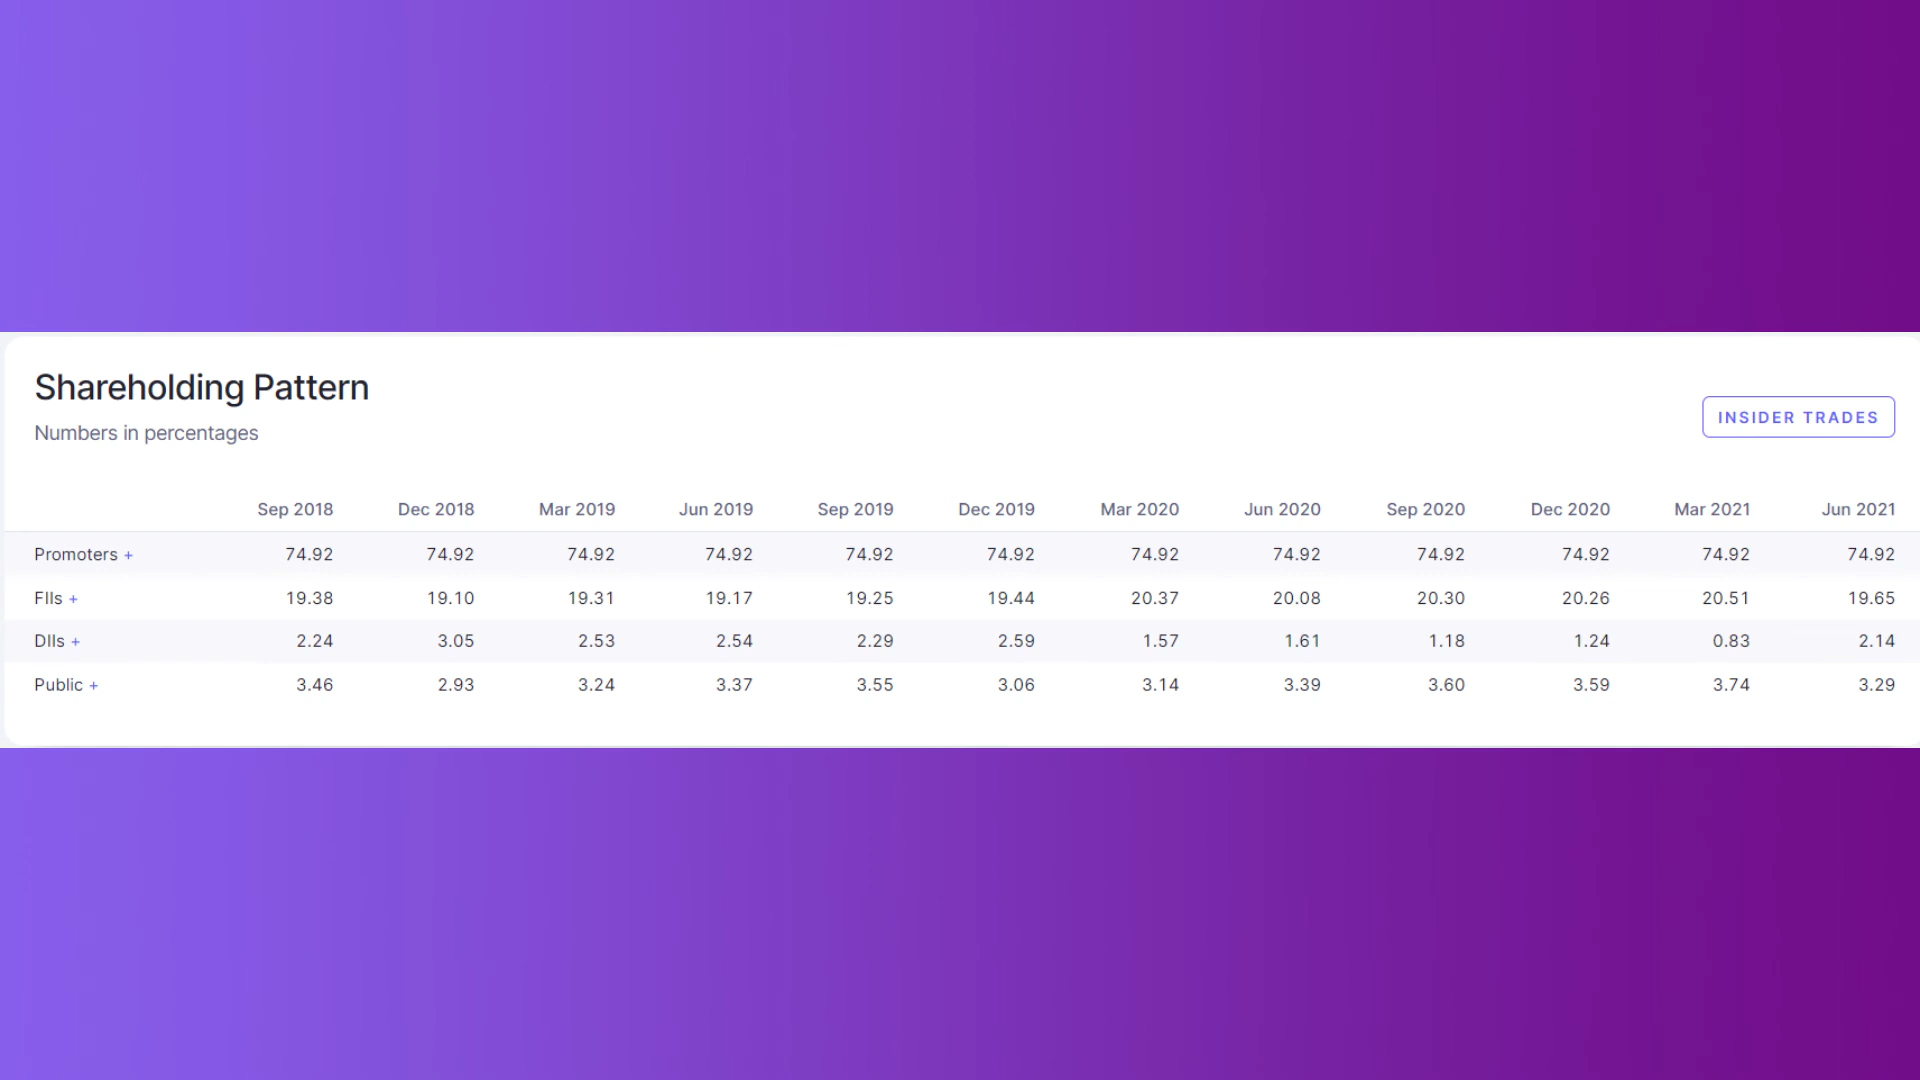 Shareholding Pattern
Numbers in percentages
INSIDER TRADES
Sep 2018 Dec 2018 Mar 2019 Jun 2019 Sep 2019 Dec 2019 Mar 2020 Jun 2020 Sep 2020 Dec 2020 Mar 2021 Jun 2021
Promoters + 74.92 74.92 74.92 74.92 74.92 74.92 74.92 74.92 74.92 74.92 74.92 74.92
FIIs + 19.38 19.10 19.31 19.17 19.25 19.44 20.37 20.08 20.30 20.26 20.51 19.65
DIIs + 2.24 3.05 2.53 2.54 2.29 2.59 1.57 1.61 1.18 1.24 0.83 2.14
Public + 3.46 2.93 3.24 3.37 3.55 3.06 3.14 3.39 3.60 3.59 3.74 3.29